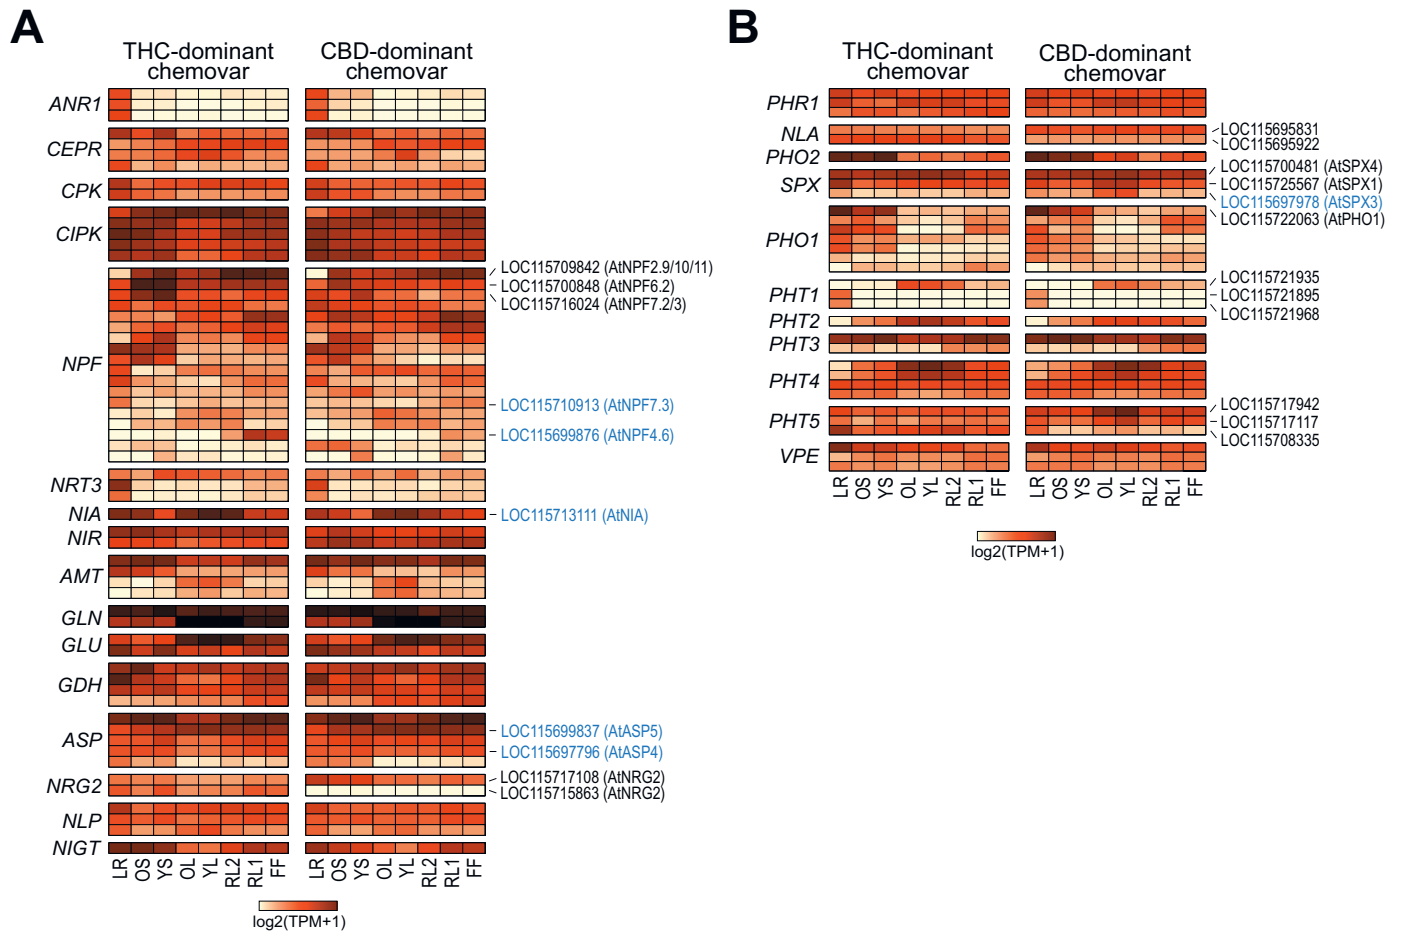 A
THC-dominant
chemovar
CBD-dominant
chemovar
ANR1
CEPR
CPK
CIPK
NPF
NRT3
NIA
NIR
AMT
GLN
GLU
GDH
ASP
NRG2
NLP
NIGT
LOC115709842 (AtNPF2.9/10/11)
LOC115700848 (AtNPF6.2)
LOC115716024 (AtNPF7.2/3)
LOC115710913 (AtNPF7.3)
LOC115699876 (AtNPF4.6)
LOC115713111 (AtNIA)
LOC115699837 (AtASP5)
LOC115697796 (AtASP4)
LOC115717108 (AtNRG2)
LOC115715863 (AtNRG2)
LR OS YS OL YL RL2 RL1 FF
LR OS YS OL YL RL2 RL1 FF
log2(TPM+1)
B
THC-dominant
chemovar
CBD-dominant
chemovar
PHR1
NLA
PHO2
SPX
PHO1
PHT1
PHT2
PHT3
PHT4
PHT5
VPE
LOC115695831
LOC115695922
LOC115700481 (AtSPX4)
LOC115725567 (AtSPX1)
LOC115697978 (AtSPX3)
LOC115722063 (AtPHO1)
LOC115721935
LOC115721895
LOC115721968
LOC115717942
LOC115717117
LOC115708335
LR OS YS OL YL RL2 RL1 FF
LR OS YS OL YL RL2 RL1 FF
log2(TPM+1)